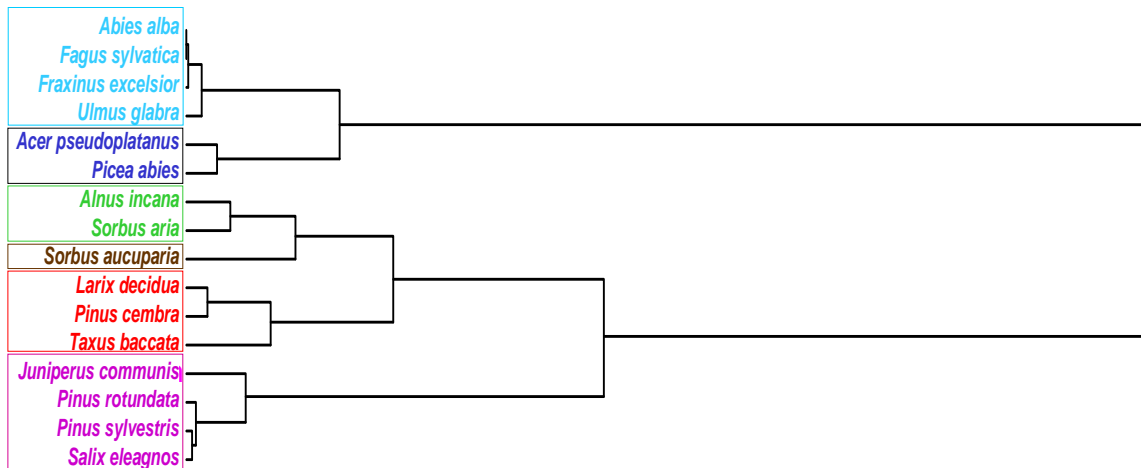 Abies alba
Fagus sylvatica
Fraxinus excelsior
Ulmus glabra
Acer pseudoplatanus
Picea abies
Alnus incana
Sorbus aria
Sorbus aucuparia
Larix decidua
Pinus cembra
Taxus baccata
Juniperus communis
Pinus rotundata
Pinus sylvestris
Salix eleagnos